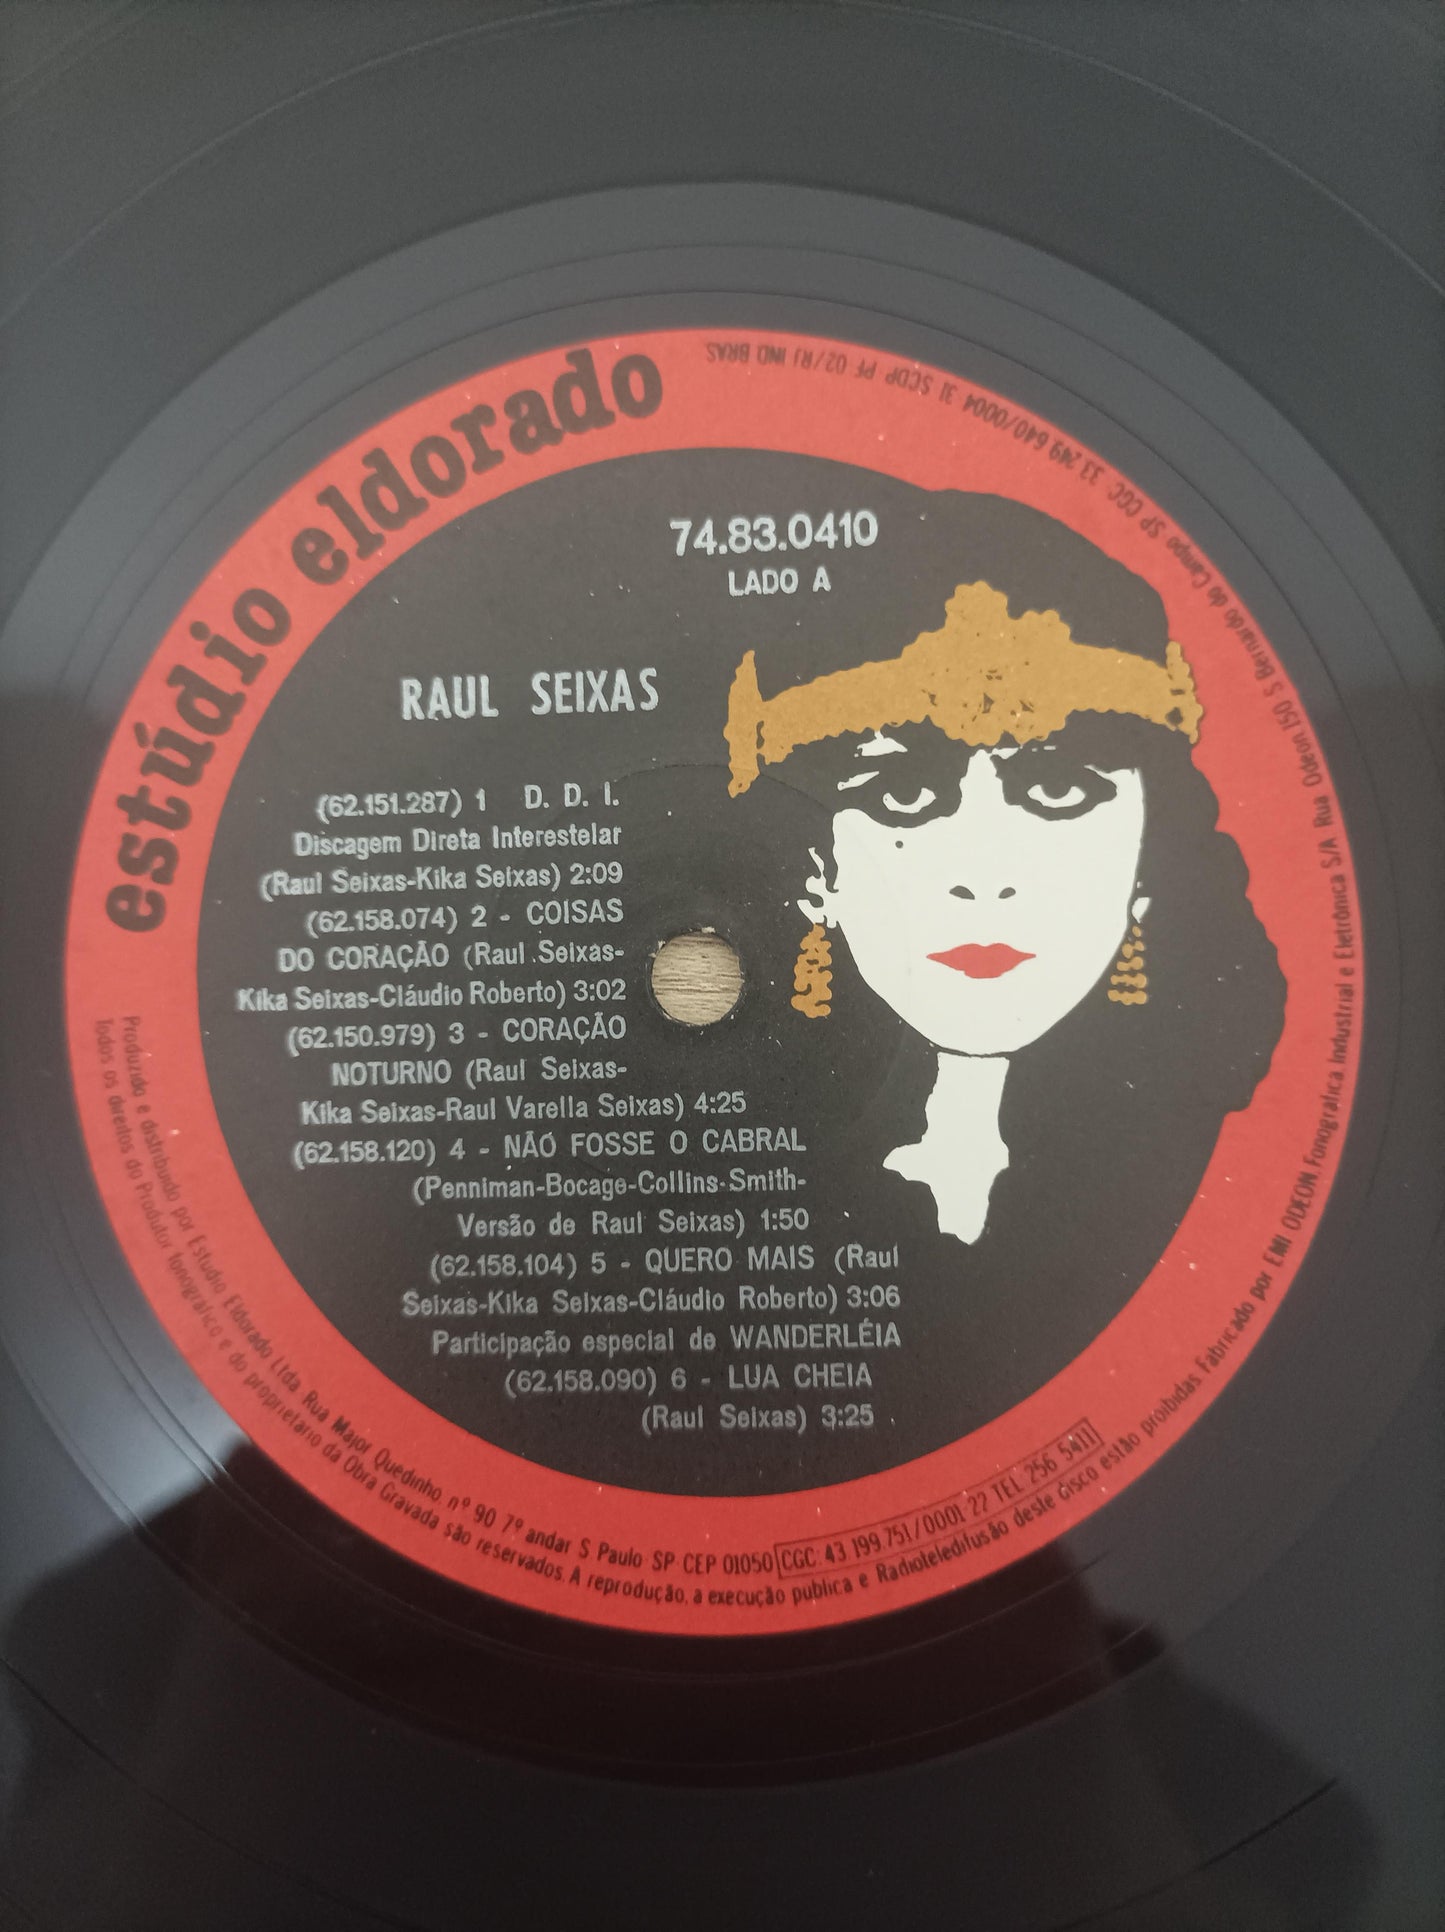 estúdio eldorado
74.83.0410
LADO A
RAUL SEIXAS
(62.151.287) 1 D. D. I.
Discagem Direta Interestelar
(Raul Seixas-Kika Seixas) 2:09
(62.158.074) 2 - COISAS
DO CORAÇÃO (Raul Seixas-
Kika Seixas-Cláudio Roberto) 3:02
(62.150.979) 3 - CORAÇÃO
NOTURNO (Raul Seixas-
Kika Seixas-Raul Varella Seixas) 4:25
(62.158.120) 4 - NÃO FOSSE O CABRAL
(Penniman-Bocage-Collins-Smith-
Versão de Raul Seixas) 1:50
(62.158.104) 5 - QUERO MAIS (Raul
Seixas-Kika Seixas-Cláudio Roberto) 3:06
Participação especial de WANDERLÉIA
(62.158.090) 6 - LUA CHEIA
(Raul Seixas) 3:25
Produzido e distribuido por Estudio Eldorado Ltda Rua Major Quedinho nº 90 7º andar S Paulo SP CEP 01050 CGC: 43 199.751/0001-22 TEL 256 5411
Todos os direitos do Produtor fonografico e do proprietario da Obra Gravada são reservados. A reprodução, a execução publica e Radioteledifusão deste disco estão proibidas Fabricado por EMI ODEON Fonografica Industrial e Eletrônica S/A Rua Odeon 150 S Bernardo do Campo SP CGC 33 249 640/0004 31 SCDP PF 02/RJ IND BRAS